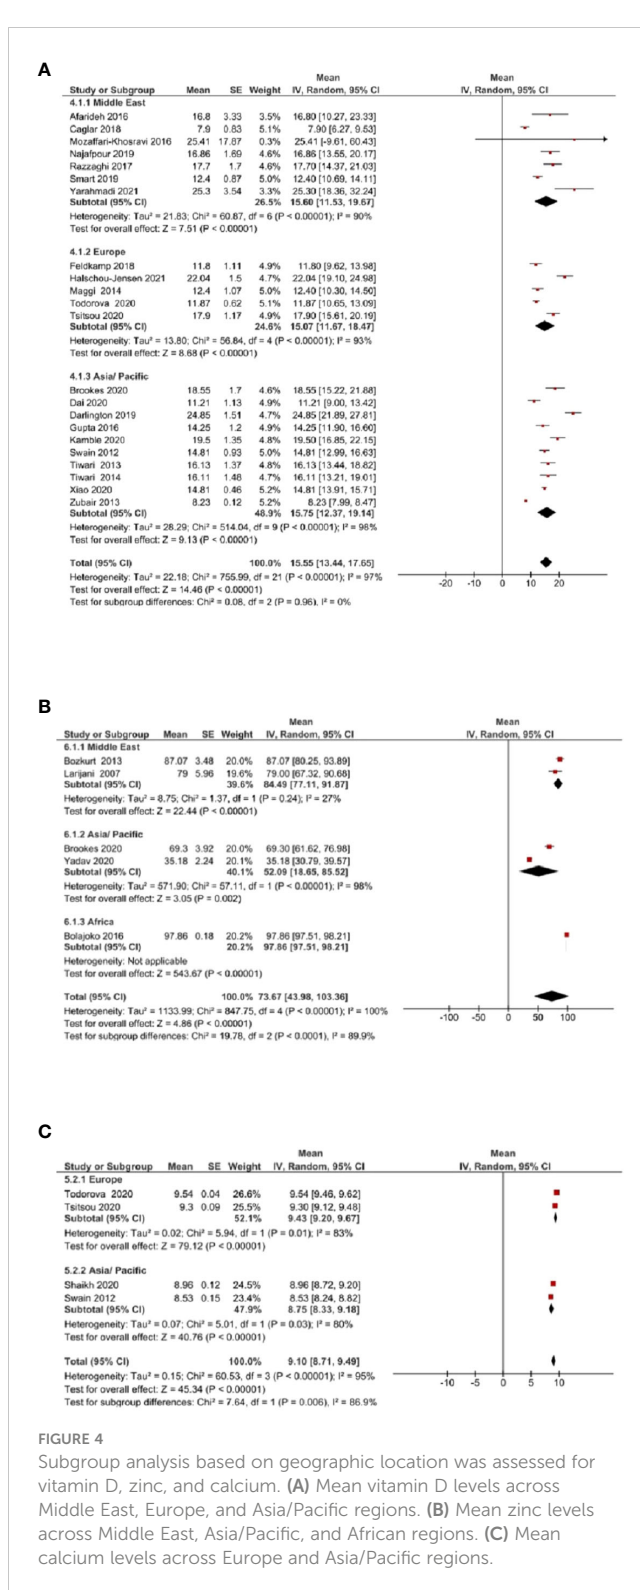 A
Mean Mean
Study or Subgroup Mean SE Weight IV, Random, 95% CI IV, Random, 95% CI
4.1.1 Middle East
Afarideh 2016 16.8 3.33 3.5% 16.80 [10.27, 23.33]
Caglar 2018 7.9 0.83 5.1% 7.90 [6.27, 9.53]
Mozaffari-Khosravi 2016 25.41 17.87 0.3% 25.41 [-9.61, 60.43]
Najafpour 2019 16.86 1.69 4.6% 16.86 [13.55, 20.17]
Razzaghi 2017 17.7 1.7 4.6% 17.70 [14.37, 21.03]
Smart 2019 12.4 0.87 5.1% 12.40 [10.69, 14.11]
Yarahmadi 2021 25.3 3.54 3.3% 25.30 [18.36, 32.24]
Subtotal (95% CI) 26.5% 15.60 [11.53, 19.67]
Heterogeneity: Tau² = 21.83; Chi² = 60.87, df = 6 (P < 0.00001); I² = 90%
Test for overall effect: Z = 7.51 (P < 0.00001)
4.1.2 Europe
Feldkamp 2018 11.8 1.11 4.9% 11.80 [9.62, 13.98]
Halschou-Jensen 2021 22.04 1.5 4.7% 22.04 [19.10, 24.98]
Maggi 2014 12.4 1.07 4.9% 12.40 [10.30, 14.50]
Todorova 2020 11.87 0.62 5.2% 11.87 [10.65, 13.09]
Tsitsou 2020 17.9 1.17 4.9% 17.90 [15.61, 20.19]
Subtotal (95% CI) 24.6% 15.07 [11.67, 18.47]
Heterogeneity: Tau² = 13.80; Chi² = 56.84, df = 4 (P < 0.00001); I² = 93%
Test for overall effect: Z = 8.68 (P < 0.00001)
4.1.3 Asia/ Pacific
Brookes 2020 18.55 1.7 4.6% 18.55 [15.22, 21.88]
Dai 2020 11.21 1.13 4.9% 11.21 [9.00, 13.42]
Darlington 2019 24.85 1.51 4.7% 24.85 [21.89, 27.81]
Gupta 2016 14.25 1.2 4.9% 14.25 [11.90, 16.60]
Kamble 2020 19.5 1.35 4.8% 19.50 [16.85, 22.15]
Swain 2012 14.81 0.93 5.0% 14.81 [12.99, 16.63]
Tiwari 2013 16.13 1.37 4.8% 16.13 [13.44, 18.82]
Tiwari 2014 16.11 1.48 4.7% 16.11 [13.21, 19.01]
Xiao 2020 14.81 0.46 5.2% 14.81 [13.91, 15.71]
Zubair 2013 8.23 0.12 5.2% 8.23 [7.99, 8.47]
Subtotal (95% CI) 48.9% 15.75 [12.37, 19.14]
Heterogeneity: Tau² = 28.29; Chi² = 514.04, df = 9 (P < 0.00001); I² = 98%
Test for overall effect: Z = 9.13 (P < 0.00001)
Total (95% CI) 100.0% 15.55 [13.44, 17.65]
Heterogeneity: Tau² = 22.18; Chi² = 755.99, df = 21 (P < 0.00001); I² = 97%
Test for overall effect: Z = 14.46 (P < 0.00001)
Test for subgroup differences: Chi² = 0.08, df = 2 (P = 0.96), I² = 0%
-20 -10 0 10 20
B
Mean Mean
Study or Subgroup Mean SE Weight IV, Random, 95% CI IV, Random, 95% CI
6.1.1 Middle East
Bozkurt 2013 87.07 3.48 20.0% 87.07 [80.25, 93.89]
Larijani 2007 79 5.96 19.6% 79.00 [67.32, 90.68]
Subtotal (95% CI) 39.6% 84.49 [77.11, 91.87]
Heterogeneity: Tau² = 8.75; Chi² = 1.37, df = 1 (P = 0.24); I² = 27%
Test for overall effect: Z = 22.44 (P < 0.00001)
6.1.2 Asia/ Pacific
Brookes 2020 69.3 3.92 20.0% 69.30 [61.62, 76.98]
Yadav 2020 35.18 2.24 20.1% 35.18 [30.79, 39.57]
Subtotal (95% CI) 40.1% 52.09 [18.65, 85.52]
Heterogeneity: Tau² = 571.90; Chi² = 57.11, df = 1 (P < 0.00001); I² = 98%
Test for overall effect: Z = 3.05 (P = 0.002)
6.1.3 Africa
Bolajoko 2016 97.86 0.18 20.2% 97.86 [97.51, 98.21]
Subtotal (95% CI) 20.2% 97.86 [97.51, 98.21]
Heterogeneity: Not applicable
Test for overall effect: Z = 543.67 (P < 0.00001)
Total (95% CI) 100.0% 73.67 [43.98, 103.36]
Heterogeneity: Tau² = 1133.99; Chi² = 847.75, df = 4 (P < 0.00001); I² = 100%
Test for overall effect: Z = 4.86 (P < 0.00001)
Test for subgroup differences: Chi² = 19.78, df = 2 (P < 0.0001), I² = 89.9%
-100 -50 0 50 100
C
Mean Mean
Study or Subgroup Mean SE Weight IV, Random, 95% CI IV, Random, 95% CI
5.2.1 Europe
Todorova 2020 9.54 0.04 26.6% 9.54 [9.46, 9.62]
Tsitsou 2020 9.3 0.09 25.5% 9.30 [9.12, 9.48]
Subtotal (95% CI) 52.1% 9.43 [9.20, 9.67]
Heterogeneity: Tau² = 0.02; Chi² = 5.94, df = 1 (P = 0.01); I² = 83%
Test for overall effect: Z = 79.12 (P < 0.00001)
5.2.2 Asia/ Pacific
Shaikh 2020 8.96 0.12 24.5% 8.96 [8.72, 9.20]
Swain 2012 8.53 0.15 23.4% 8.53 [8.24, 8.82]
Subtotal (95% CI) 47.9% 8.75 [8.33, 9.18]
Heterogeneity: Tau² = 0.07; Chi² = 5.01, df = 1 (P = 0.03); I² = 80%
Test for overall effect: Z = 40.76 (P < 0.00001)
Total (95% CI) 100.0% 9.10 [8.71, 9.49]
Heterogeneity: Tau² = 0.15; Chi² = 60.53, df = 3 (P < 0.00001); I² = 95%
Test for overall effect: Z = 45.34 (P < 0.00001)
Test for subgroup differences: Chi² = 7.64, df = 1 (P = 0.006), I² = 86.9%
-10 -5 0 5 10
FIGURE 4
Subgroup analysis based on geographic location was assessed for
vitamin D, zinc, and calcium. (A) Mean vitamin D levels across
Middle East, Europe, and Asia/Pacific regions. (B) Mean zinc levels
across Middle East, Asia/Pacific, and African regions. (C) Mean
calcium levels across Europe and Asia/Pacific regions.